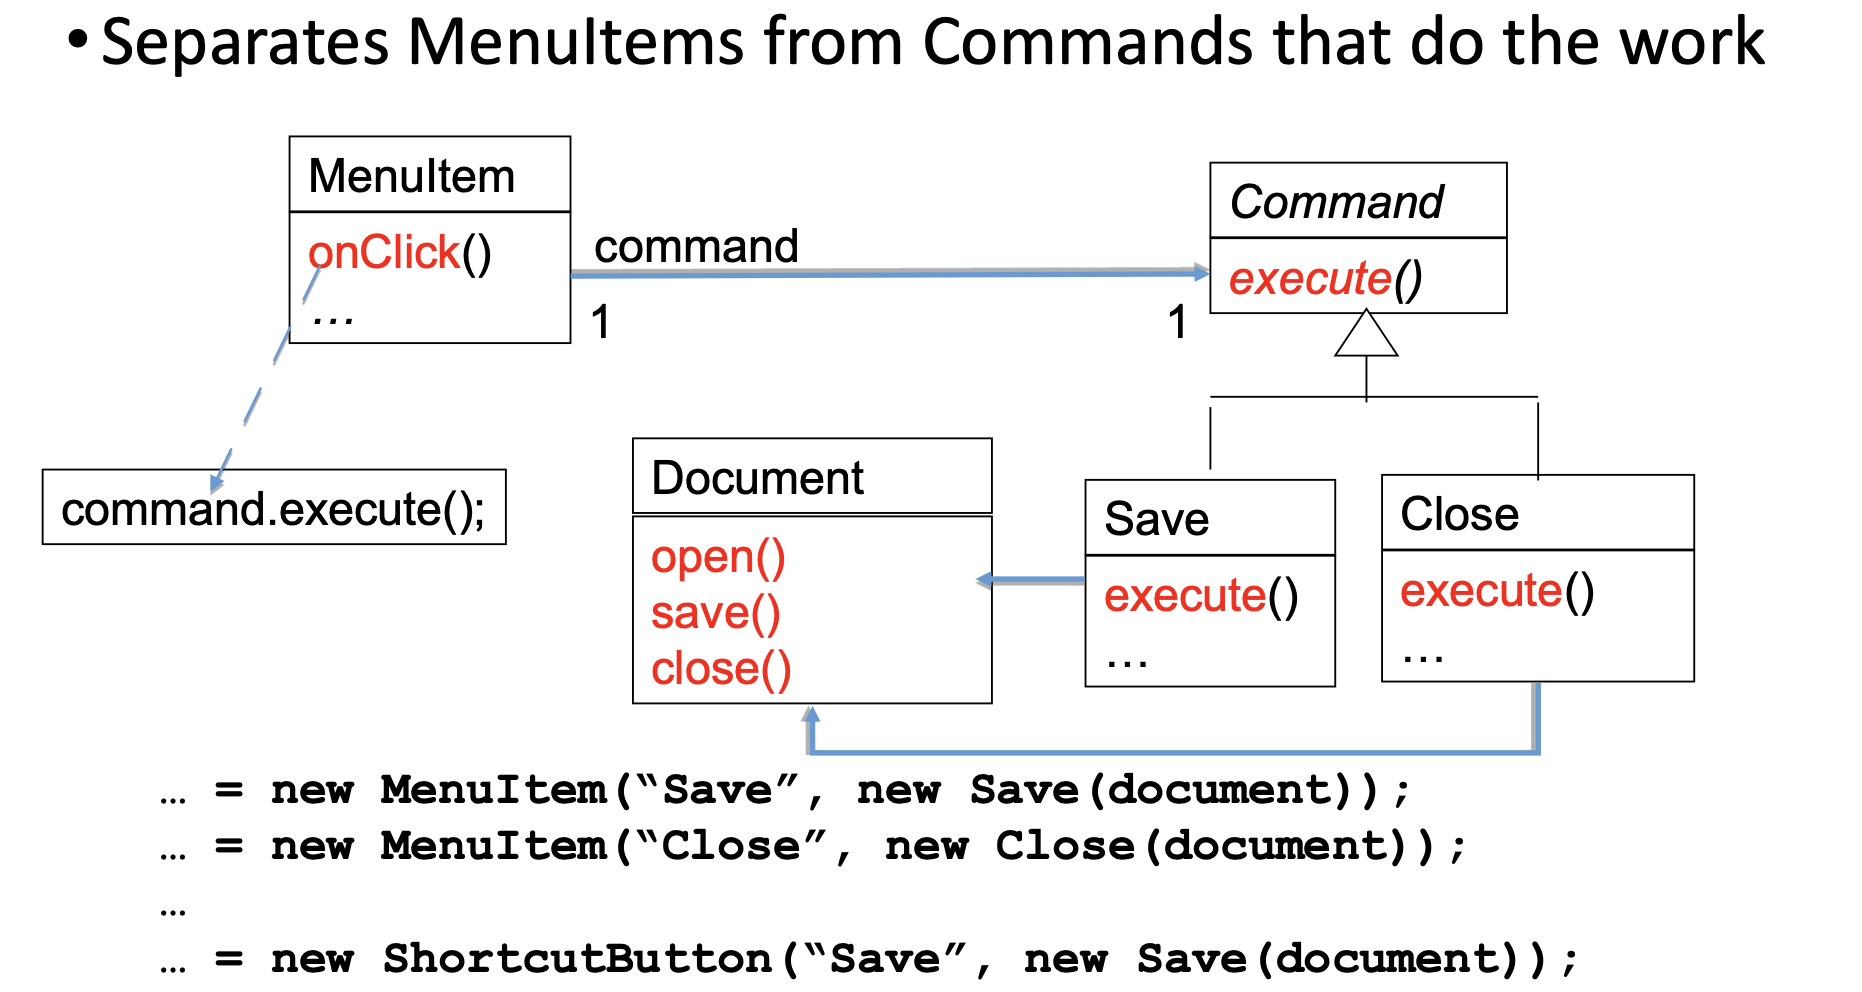 • Separates MenuItems from Commands that do the work
MenuItem
onClick()
...
command
1
1
Command
execute()
command.execute();
Document
open()
save()
close()
Save
execute()
...
Close
execute()
...
… = new MenuItem(“Save”, new Save(document));
… = new MenuItem(“Close”, new Close(document));
…
… = new ShortcutButton(“Save”, new Save(document));